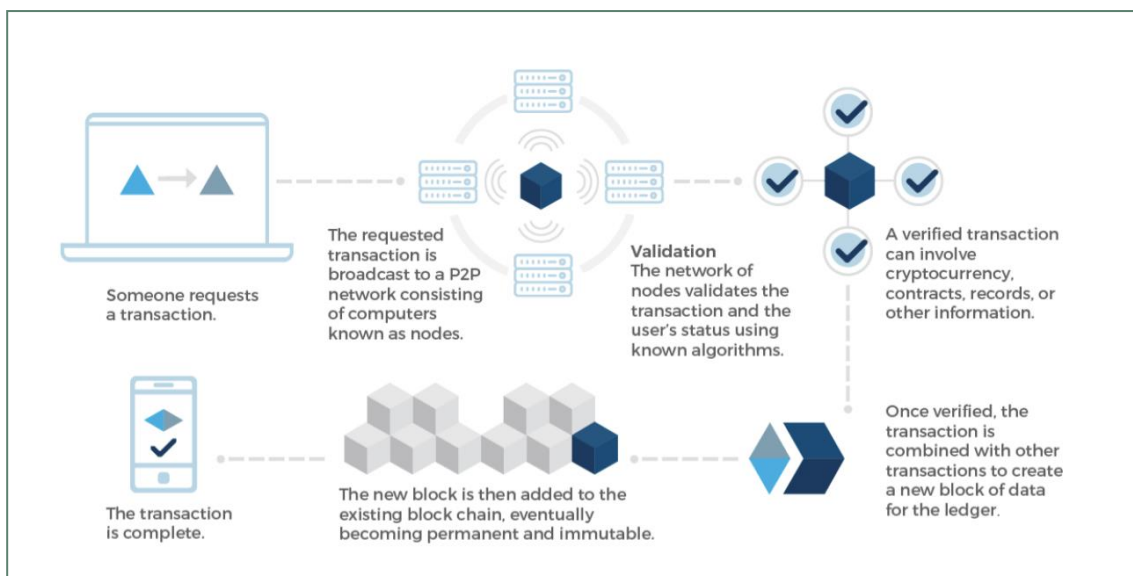 Someone requests
a transaction.
The requested
transaction is
broadcast to a P2P
network consisting
of computers
known as nodes.
Validation
The network of
nodes validates the
transaction and the
user's status using
known algorithms.
A verified transaction
can involve
cryptocurrency,
contracts, records, or
other information.
Once verified, the
transaction is
combined with other
transactions to create
a new block of data
for the ledger.
The new block is then added to the
existing block chain, eventually
becoming permanent and immutable.
The transaction
is complete.